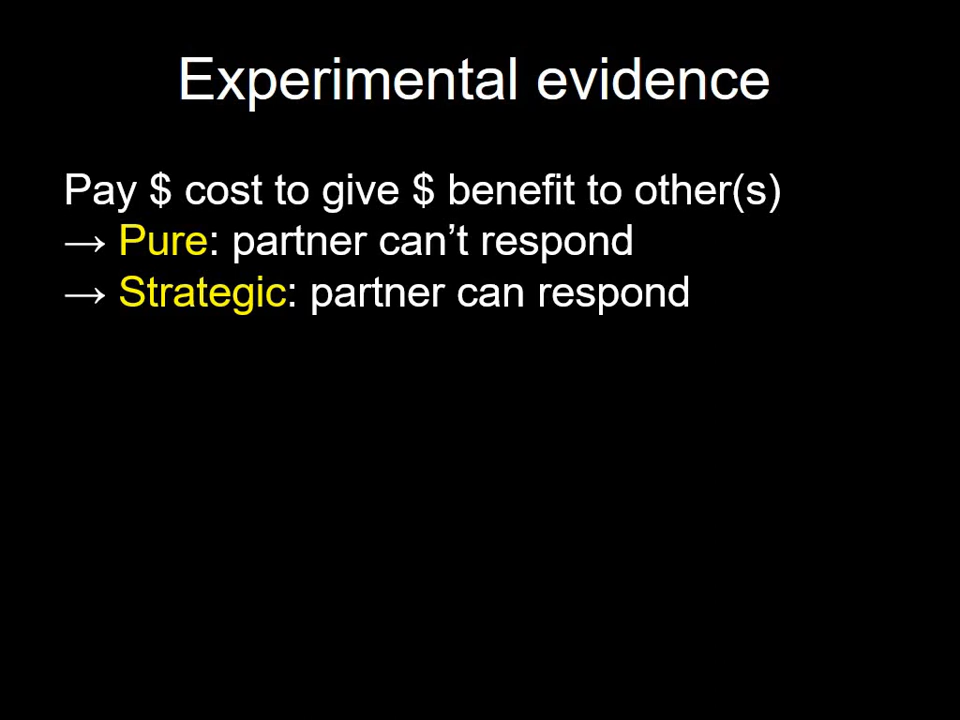 Experimental evidence
Pay $ cost to give $ benefit to other(s)
→ Pure: partner can’t respond
→ Strategic: partner can respond